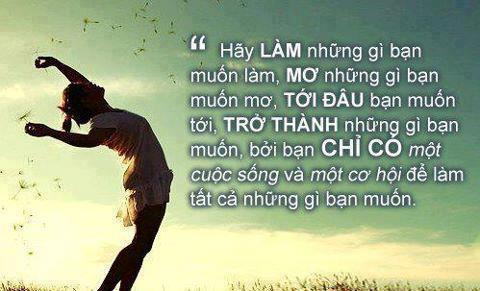 “ Hãy LÀM những gì bạn
muốn làm, MƠ những gì bạn
muốn mơ, TỚI ĐÂU bạn muốn
tới, TRỞ THÀNH những gì bạn
muốn, bởi bạn CHỈ CÓ một
cuộc sống và một cơ hội để làm
tất cả những gì bạn muốn.